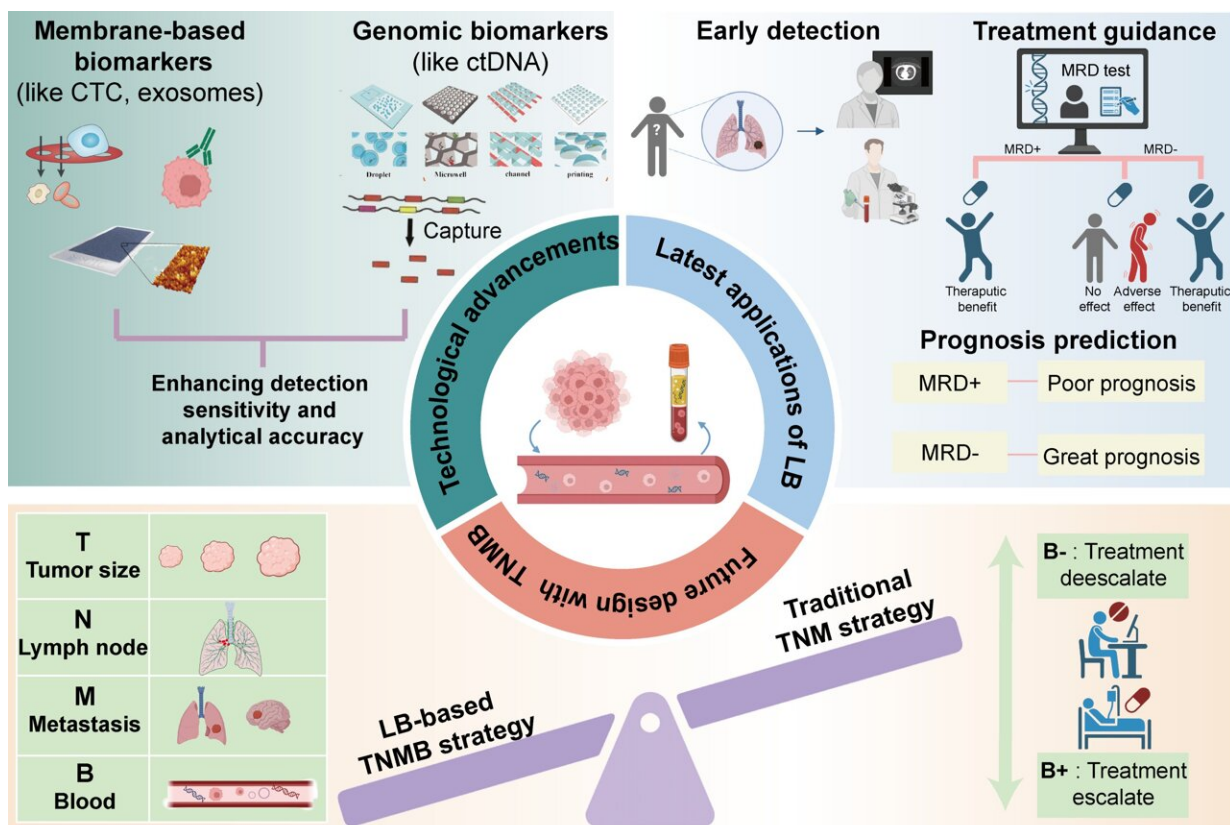 Membrane-based
biomarkers
(like CTC, exosomes)
Genomic biomarkers
(like ctDNA)
Droplet
Microwell
channel
printing
Capture
Enhancing detection
sensitivity and
analytical accuracy
Early detection
?
Treatment guidance
MRD test
MRD+
MRD-
Theraputic
benefit
No
effect
Adverse
effect
Theraputic
benefit
Prognosis prediction
MRD+
Poor prognosis
MRD-
Great prognosis
Technological advancements
Latest applications of LB
Future design with TNMB
T
Tumor size
N
Lymph node
M
Metastasis
B
Blood
LB-based
TNMB strategy
Traditional
TNM strategy
B- : Treatment
deescalate
B+ : Treatment
escalate